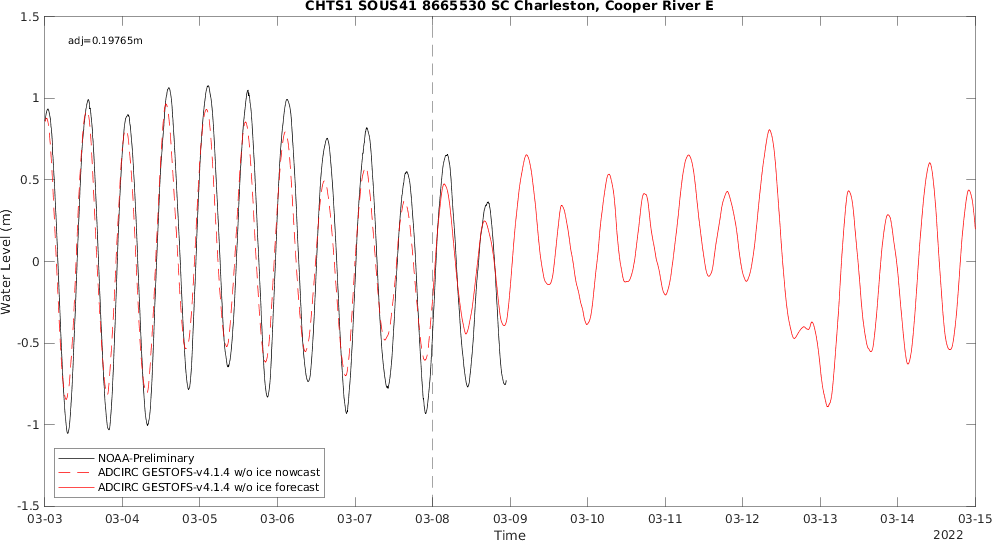 CHTS1 SOUS41 8665530 SC Charleston, Cooper River E
adj=0.19765m
1.5
1
0.5
0
-0.5
-1
-1.5
Water Level (m)
NOAA-Preliminary
ADCIRC GESTOFS-v4.1.4 w/o ice nowcast
ADCIRC GESTOFS-v4.1.4 w/o ice forecast
03-03 03-04 03-05 03-06 03-07 03-08 03-09 03-10 03-11 03-12 03-13 03-14 03-15
Time
2022